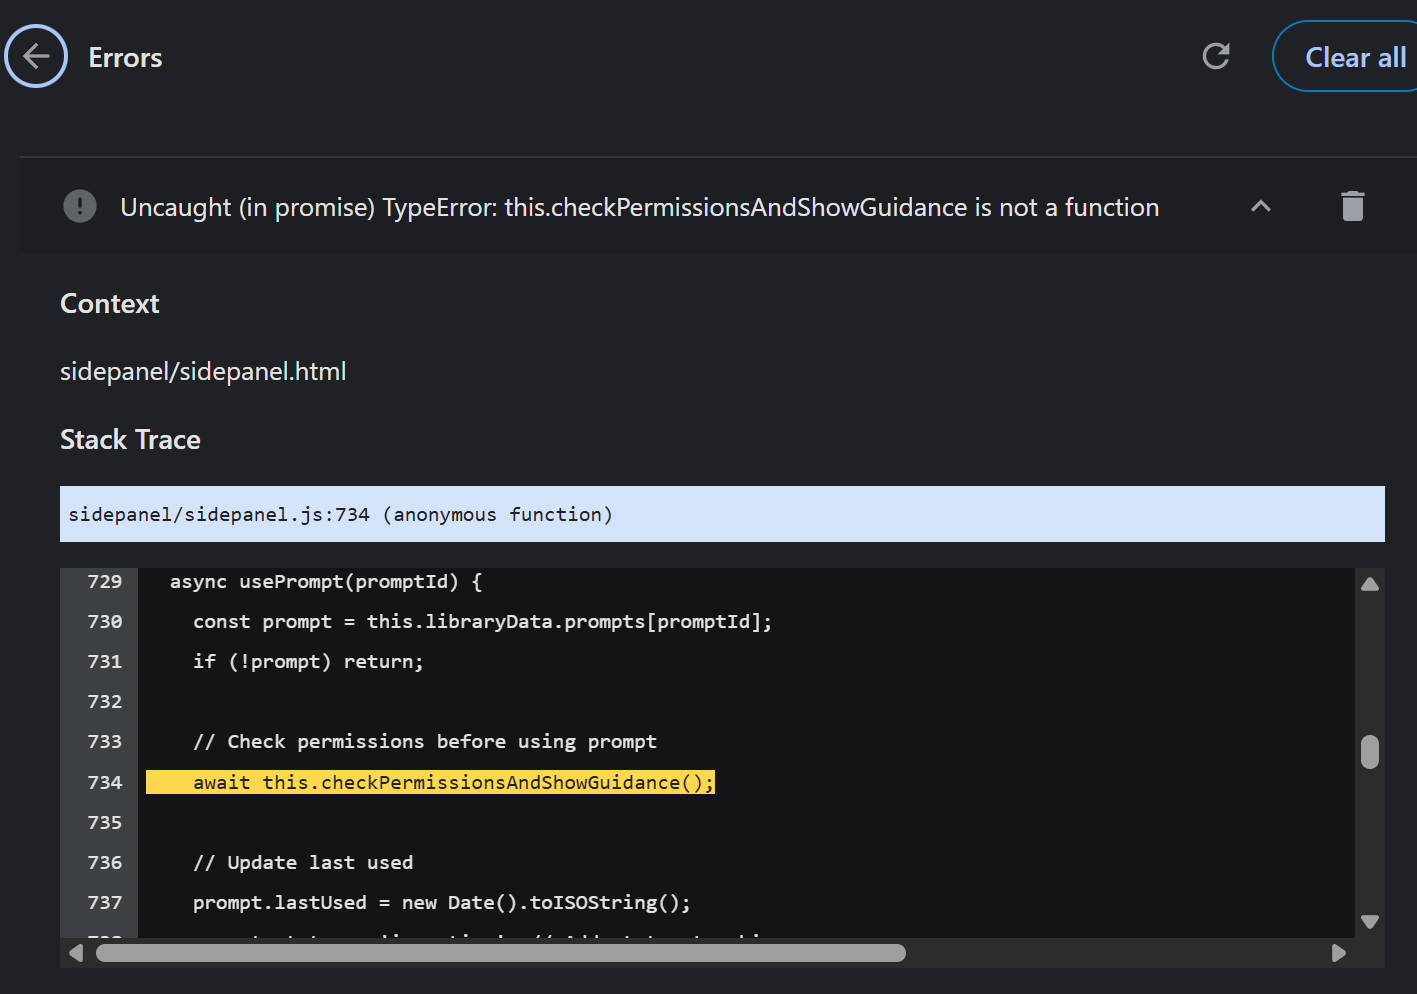 Errors
Clear all
Uncaught (in promise) TypeError: this.checkPermissionsAndShowGuidance is not a function
Context
sidepanel/sidepanel.html
Stack Trace
sidepanel/sidepanel.js:734 (anonymous function)
729 async usePrompt(promptId) {
730 const prompt = this.libraryData.prompts[promptId];
731 if (!prompt) return;
732
733 // Check permissions before using prompt
734 await this.checkPermissionsAndShowGuidance();
735
736 // Update last used
737 prompt.lastUsed = new Date().toISOString();